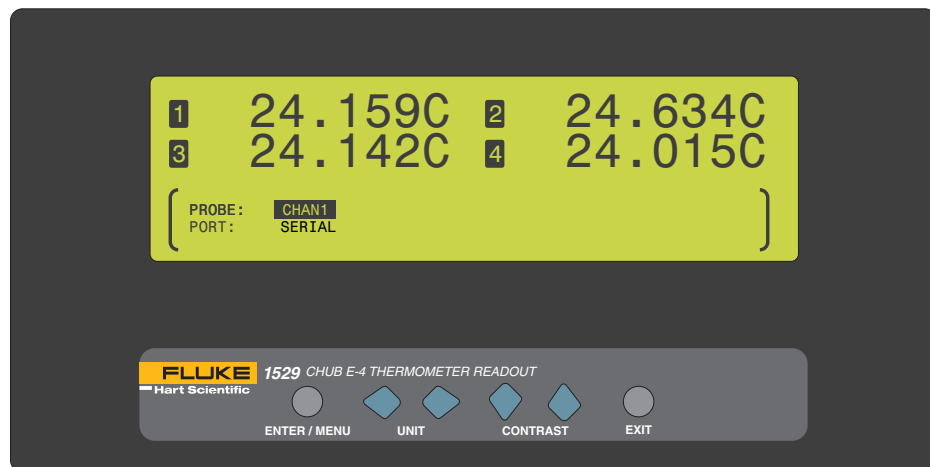 1 24.159C 2 24.634C
3 24.142C 4 24.015C
PROBE: CHAN1
PORT: SERIAL
FLUKE
Hart Scientific
1529 CHUB E-4 THERMOMETER READOUT
ENTER / MENU UNIT CONTRAST EXIT